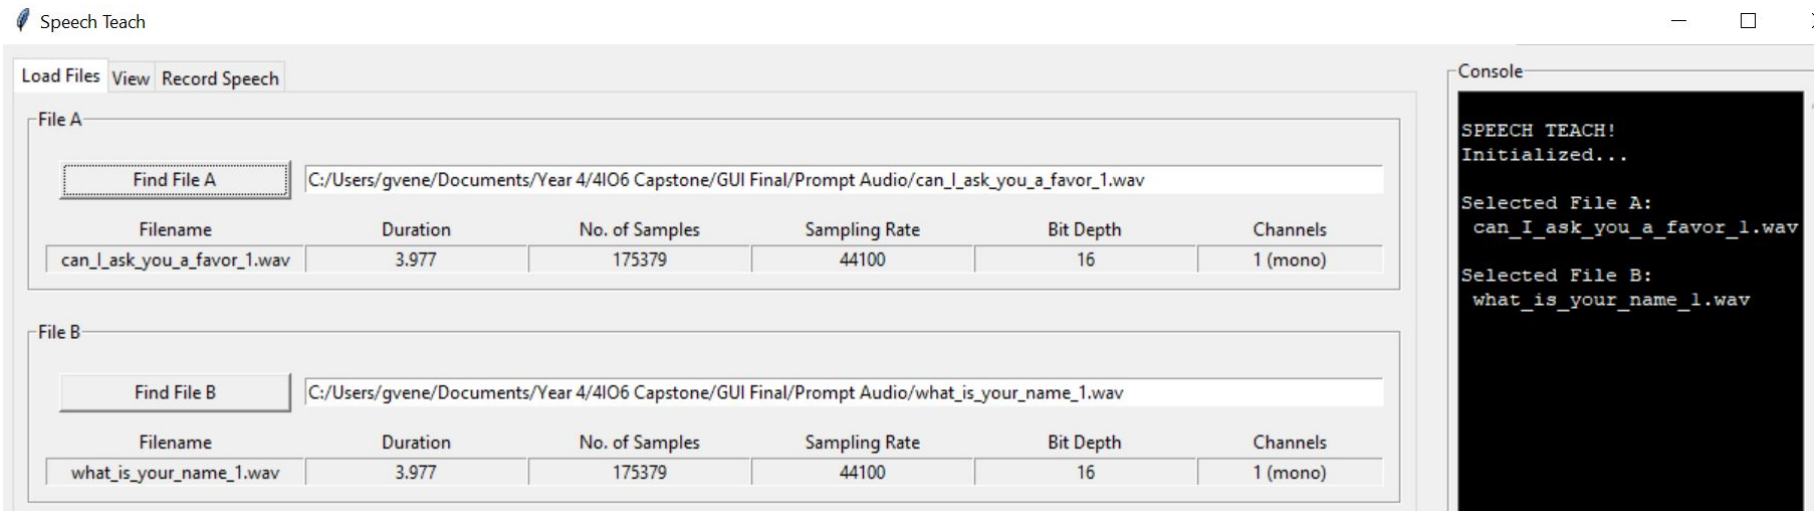 Speech Teach
Load Files View Record Speech
File A
Find File A C:/Users/gvene/Documents/Year 4/4IO6 Capstone/GUI Final/Prompt Audio/can_I_ask_you_a_favor_1.wav
Filename Duration No. of Samples Sampling Rate Bit Depth Channels
can_I_ask_you_a_favor_1.wav 3.977 175379 44100 16 1 (mono)
File B
Find File B C:/Users/gvene/Documents/Year 4/4IO6 Capstone/GUI Final/Prompt Audio/what_is_your_name_1.wav
Filename Duration No. of Samples Sampling Rate Bit Depth Channels
what_is_your_name_1.wav 3.977 175379 44100 16 1 (mono)
Console
SPEECH TEACH!
Initialized...
Selected File A:
can_I_ask_you_a_favor_1.wav
Selected File B:
what_is_your_name_1.wav